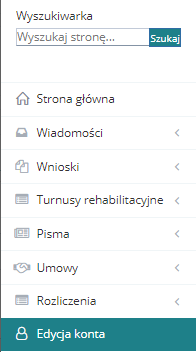 Wyszukiwarka
Wyszukaj stronę...
Szukaj
Strona główna
Wiadomości
Wnioski
Turnusy rehabilitacyjne
Pisma
Umowy
Rozliczenia
Edycja konta